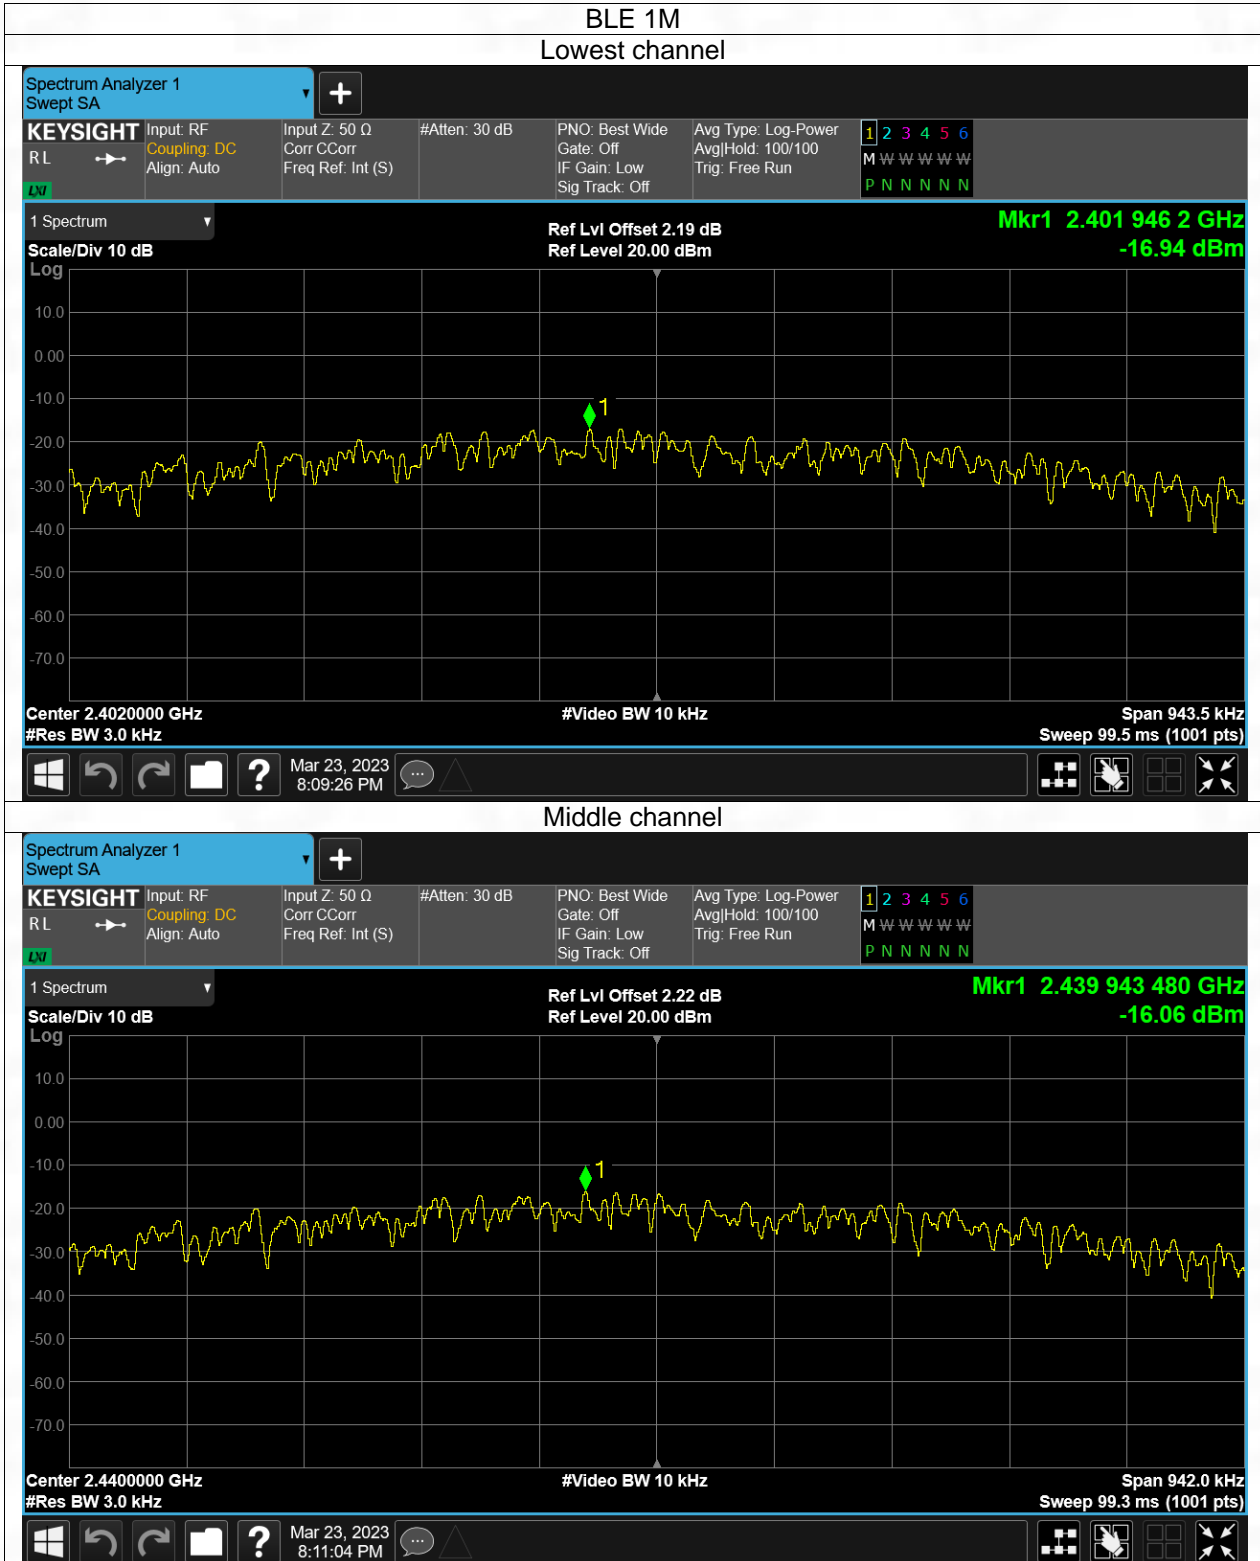 BLE 1M
Lowest channel
Spectrum Analyzer 1
Swept SA
KEYSIGHT Input: RF Input Z: 50 Ω #Atten: 30 dB PNO: Best Wide Avg Type: Log-Power 1 2 3 4 5 6
R L Coupling: DC Corr CCorr Gate: Off Avg|Hold: 100/100 M W W W W W
Align: Auto Freq Ref: Int (S) IF Gain: Low Trig: Free Run
LXI Sig Track: Off P N N N N N
1 Spectrum Ref Lvl Offset 2.19 dB Mkr1 2.401 946 2 GHz
Scale/Div 10 dB Ref Level 20.00 dBm -16.94 dBm
Log
10.0
0.00
1
-10.0
-20.0
-30.0
-40.0
-50.0
-60.0
-70.0
Center 2.4020000 GHz #Video BW 10 kHz Span 943.5 kHz
#Res BW 3.0 kHz Sweep 99.5 ms (1001 pts)
? Mar 23, 2023
8:09:26 PM
Middle channel
Spectrum Analyzer 1
Swept SA
KEYSIGHT Input: RF Input Z: 50 Ω #Atten: 30 dB PNO: Best Wide Avg Type: Log-Power 1 2 3 4 5 6
R L Coupling: DC Corr CCorr Gate: Off Avg|Hold: 100/100 M W W W W W
Align: Auto Freq Ref: Int (S) IF Gain: Low Trig: Free Run
LXI Sig Track: Off P N N N N N
1 Spectrum Ref Lvl Offset 2.22 dB Mkr1 2.439 943 480 GHz
Scale/Div 10 dB Ref Level 20.00 dBm -16.06 dBm
Log
10.0
0.00
-10.0
1
-20.0
-30.0
-40.0
-50.0
-60.0
-70.0
Center 2.4400000 GHz #Video BW 10 kHz Span 942.0 kHz
#Res BW 3.0 kHz Sweep 99.3 ms (1001 pts)
? Mar 23, 2023
8:11:04 PM